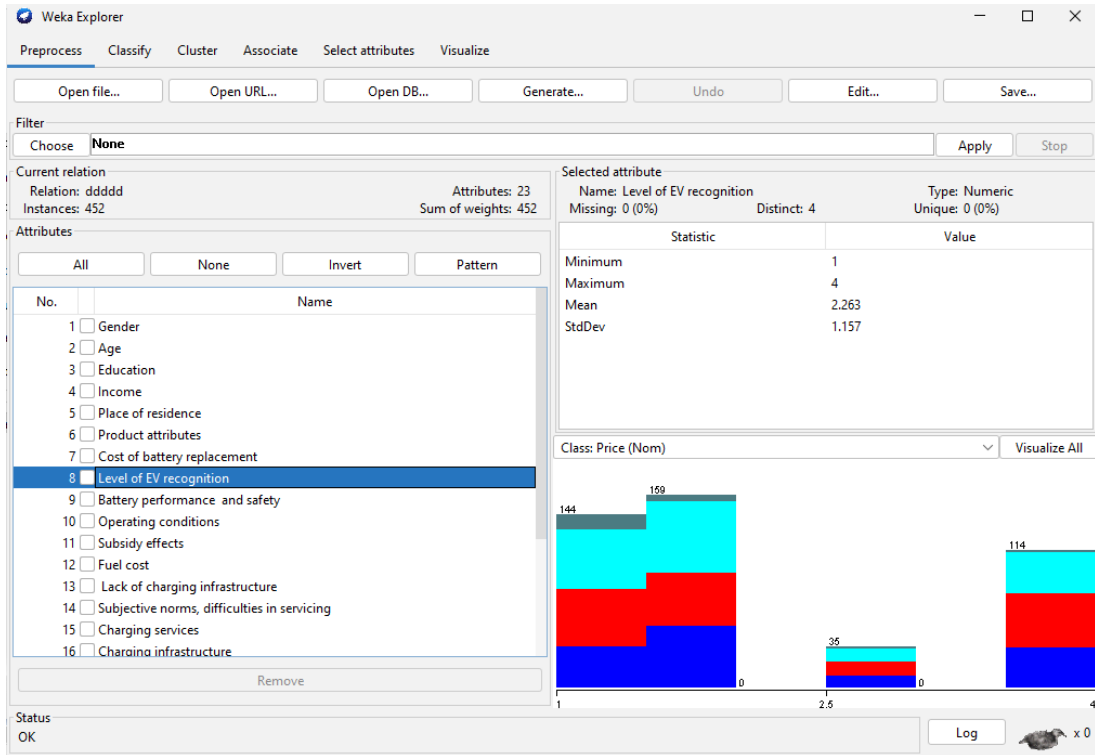 Weka Explorer
Preprocess Classify Cluster Associate Select attributes Visualize
Open file... Open URL... Open DB... Generate... Undo Edit... Save...
Filter
Choose None Apply Stop
Current relation
Relation: ddddd Attributes: 23
Instances: 452 Sum of weights: 452
Attributes
All None Invert Pattern
No. Name
1 Gender
2 Age
3 Education
4 Income
5 Place of residence
6 Product attributes
7 Cost of battery replacement
8 Level of EV recognition
9 Battery performance and safety
10 Operating conditions
11 Subsidy effects
12 Fuel cost
13 Lack of charging infrastructure
14 Subjective norms, difficulties in servicing
15 Charging services
16 Charging infrastructure
Remove
Selected attribute
Name: Level of EV recognition Type: Numeric
Missing: 0 (0%) Distinct: 4 Unique: 0 (0%)
Statistic Value
Minimum 1
Maximum 4
Mean 2.263
StdDev 1.157
Class: Price (Nom) Visualize All
144 159 0 35 0 114
1 2.5 4
Status
OK Log x 0